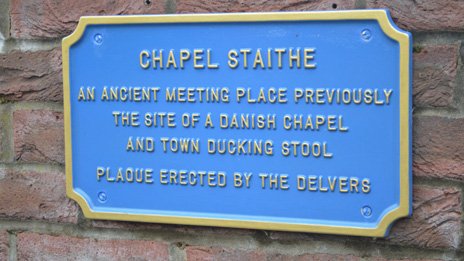 CHAPEL STAITHE
AN ANCIENT MEETING PLACE PREVIOUSLY
THE SITE OF A DANISH CHAPEL
AND TOWN DUCKING STOOL
PLAQUE ERECTED BY THE DELVERS